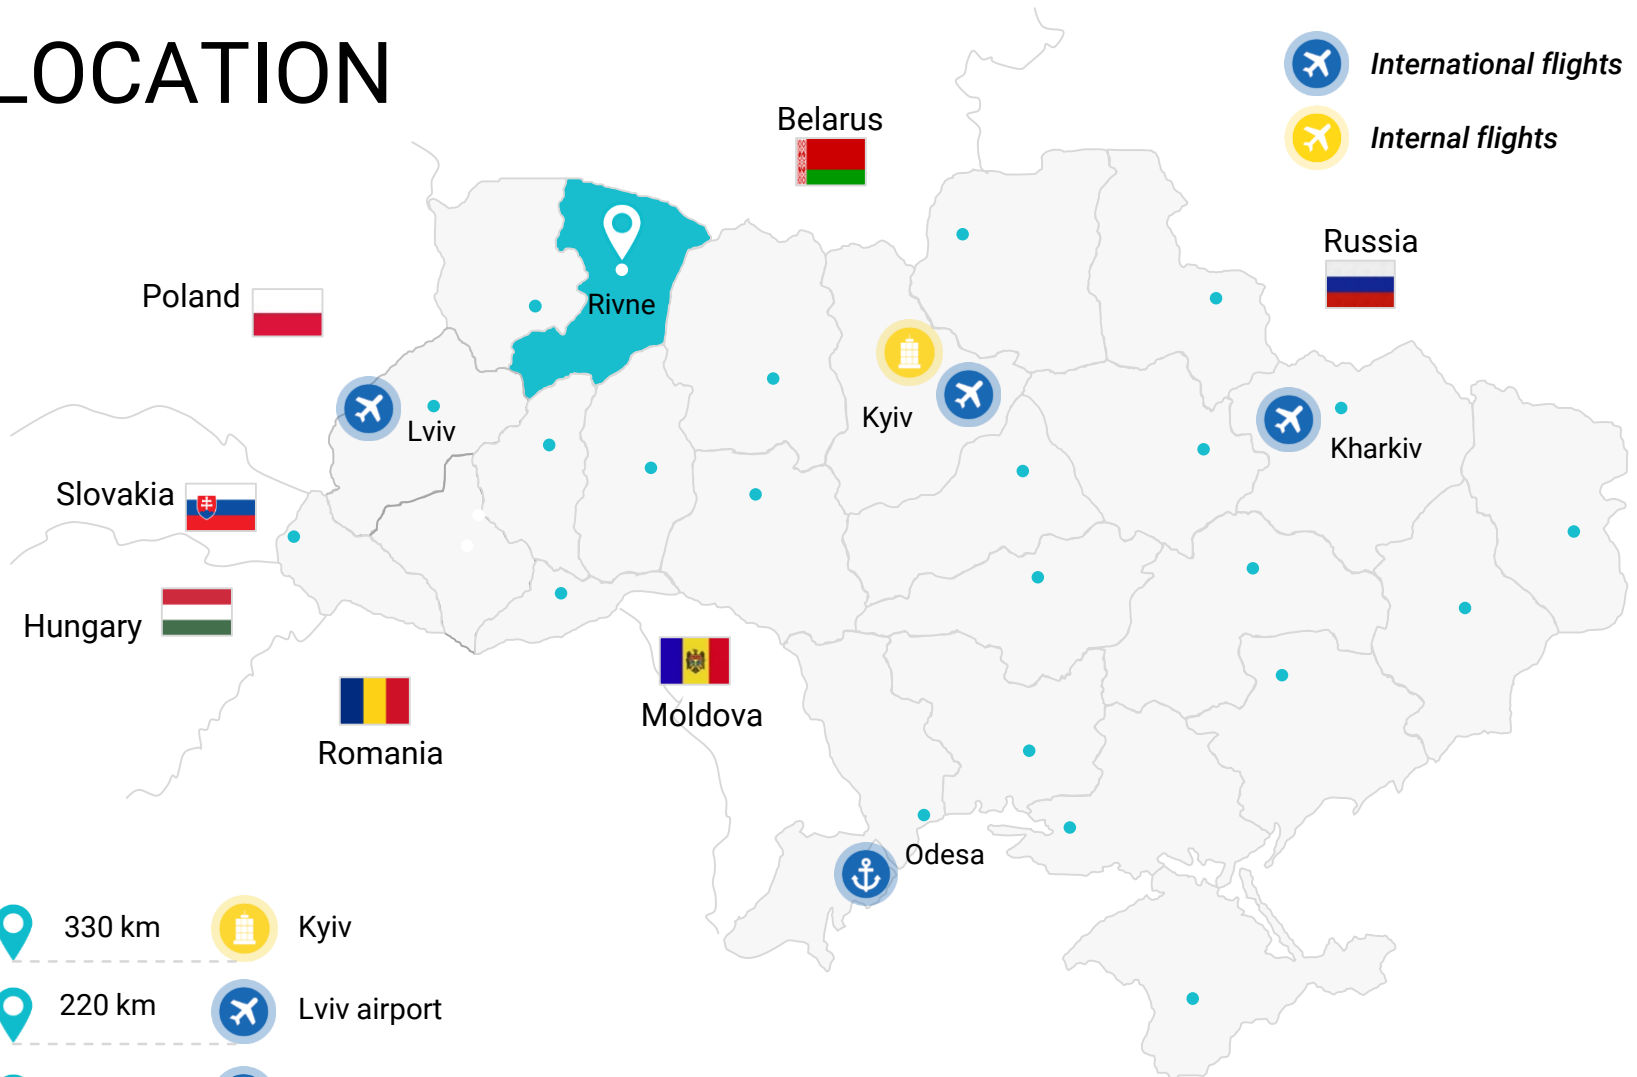 LOCATION
International flights
Internal flights
Belarus
Russia
Poland
Rivne
Kyiv
Lviv
Kharkiv
Slovakia
Hungary
Moldova
Romania
Odesa
330 km Kyiv
220 km Lviv airport